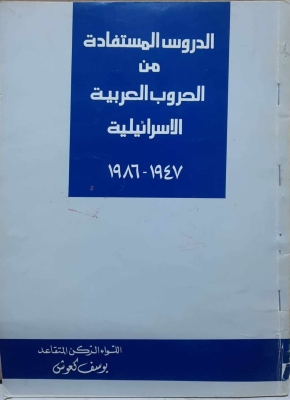 الدروس المستفادة
من
الحروب العربية
الاسرائيلية
١٩٤٧-١٩٨٦
اللواء الركن المتقاعد
يوسف كعوش